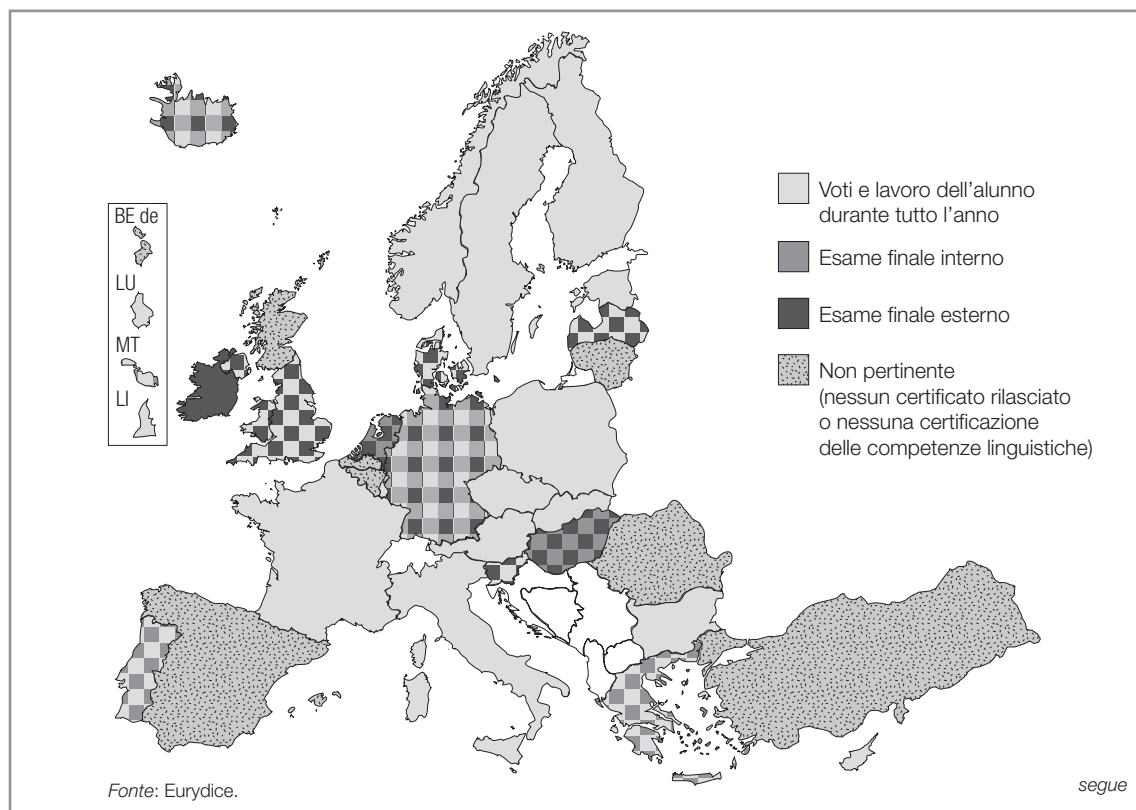 BE de
LU
MT
LI
Voti e lavoro dell’alunno
durante tutto l’anno
Esame finale interno
Esame finale esterno
Non pertinente
(nessun certificato rilasciato
o nessuna certificazione
delle competenze linguistiche)
Fonte: Eurydice.
segue